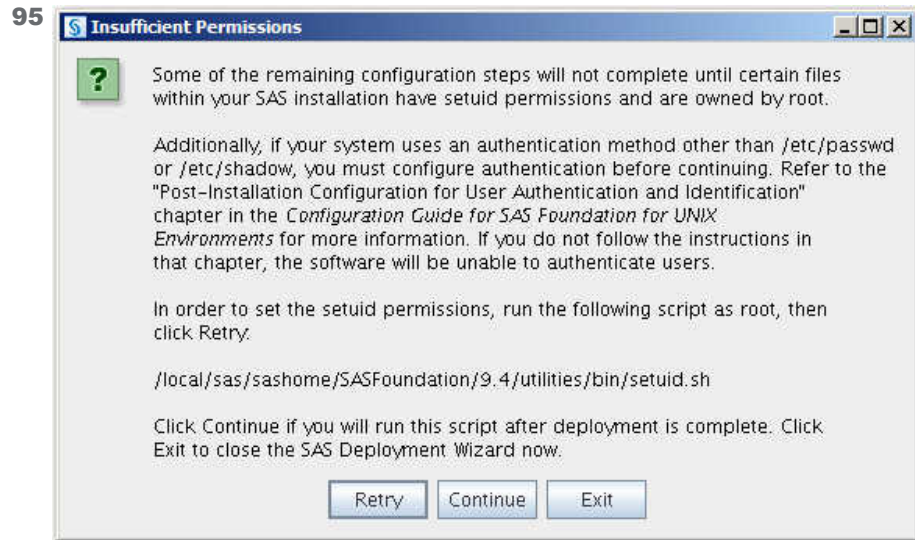 95
Insufficient Permissions
Some of the remaining configuration steps will not complete until certain files
within your SAS installation have setuid permissions and are owned by root.
Additionally, if your system uses an authentication method other than /etc/passwd
or /etc/shadow, you must configure authentication before continuing. Refer to the
"Post-Installation Configuration for User Authentication and Identification"
chapter in the Configuration Guide for SAS Foundation for UNIX
Environments for more information. If you do not follow the instructions in
that chapter, the software will be unable to authenticate users.
In order to set the setuid permissions, run the following script as root, then
click Retry:
/local/sas/sashome/SASFoundation/9.4/utilities/bin/setuid.sh
Click Continue if you will run this script after deployment is complete. Click
Exit to close the SAS Deployment Wizard now.
Retry Continue Exit